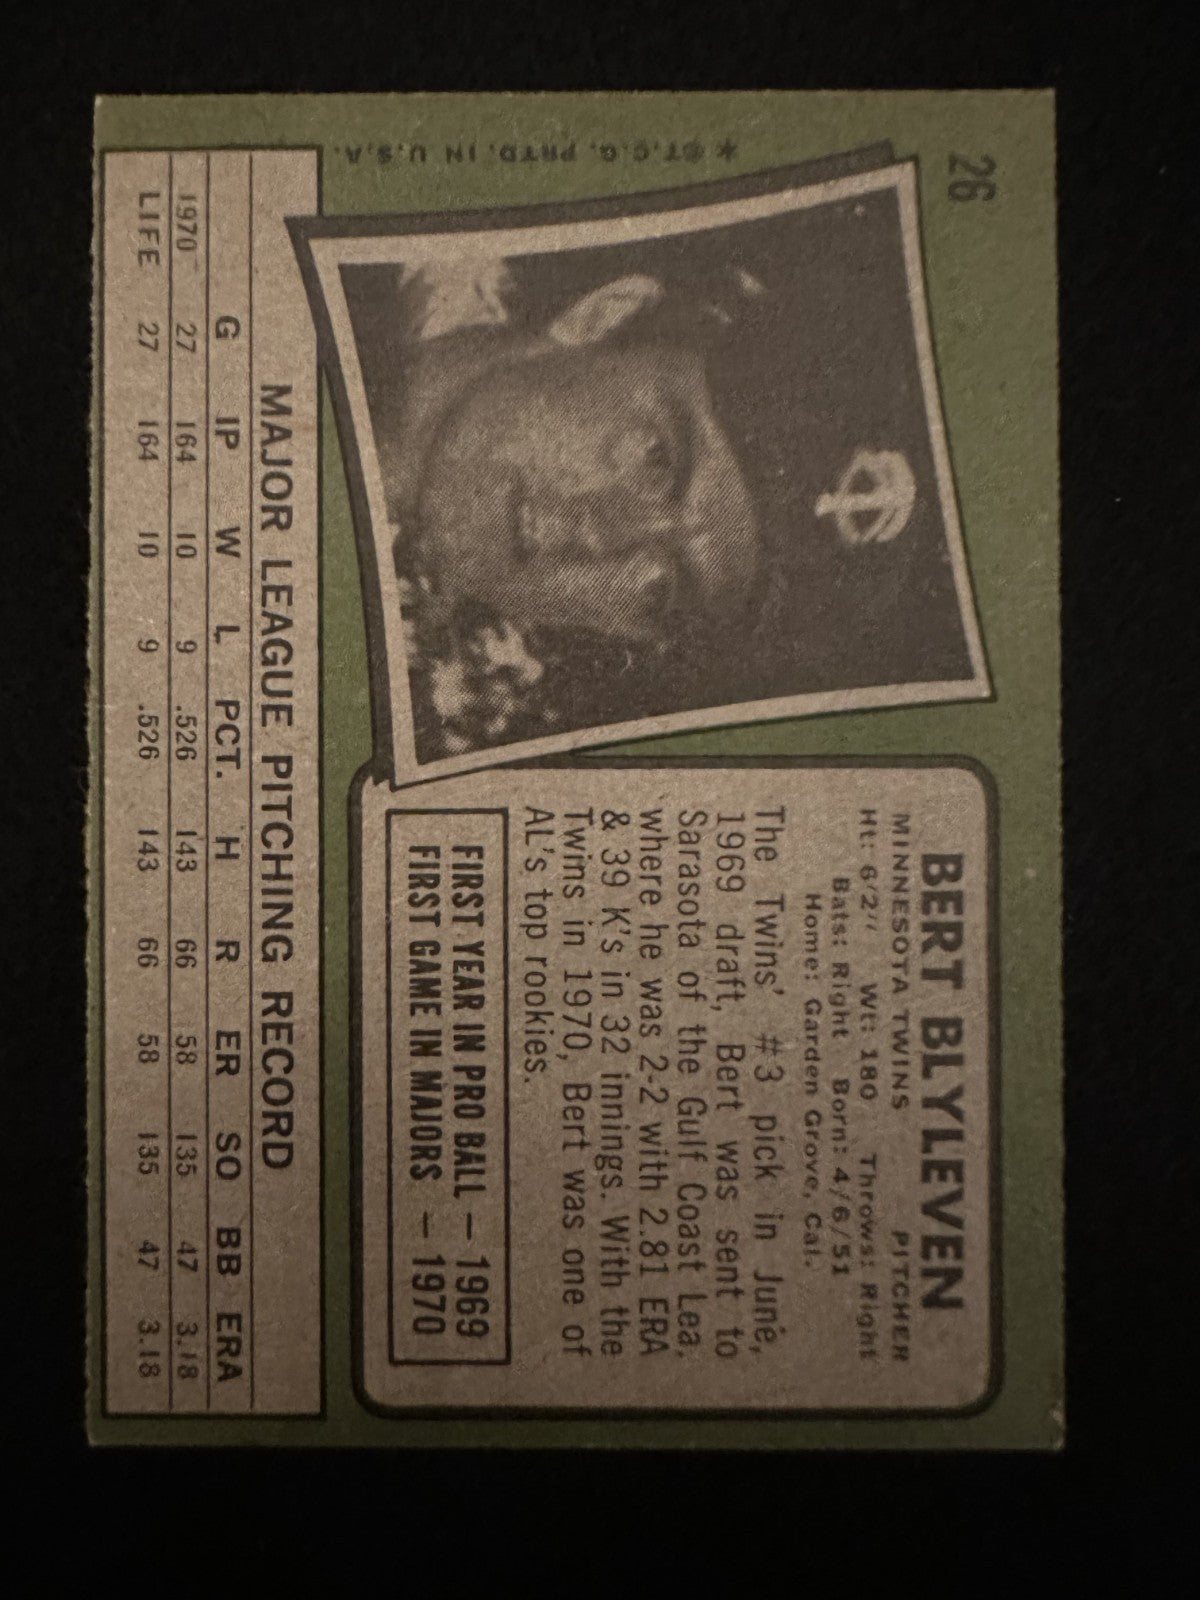 26
★©T.C.G. PRTD. IN U.S.A.
BERT BLYLEVEN
MINNESOTA TWINS PITCHER
Ht: 6'2" Wt: 180 Throws: Right
Bats: Right Born: 4/6/51
Home: Garden Grove, Cal.
The Twins' #3 pick in June,
1969 draft, Bert was sent to
Sarasota of the Gulf Coast Lea,
where he was 2-2 with 2.81 ERA
& 39 K's in 32 innings. With the
Twins in 1970, Bert was one of
AL's top rookies.
FIRST YEAR IN PRO BALL — 1969
FIRST GAME IN MAJORS — 1970
MAJOR LEAGUE PITCHING RECORD
G IP W L PCT. H R ER SO BB ERA
1970 27 164 10 9 .526 143 66 58 135 47 3.18
LIFE 27 164 10 9 .526 143 66 58 135 47 3.18